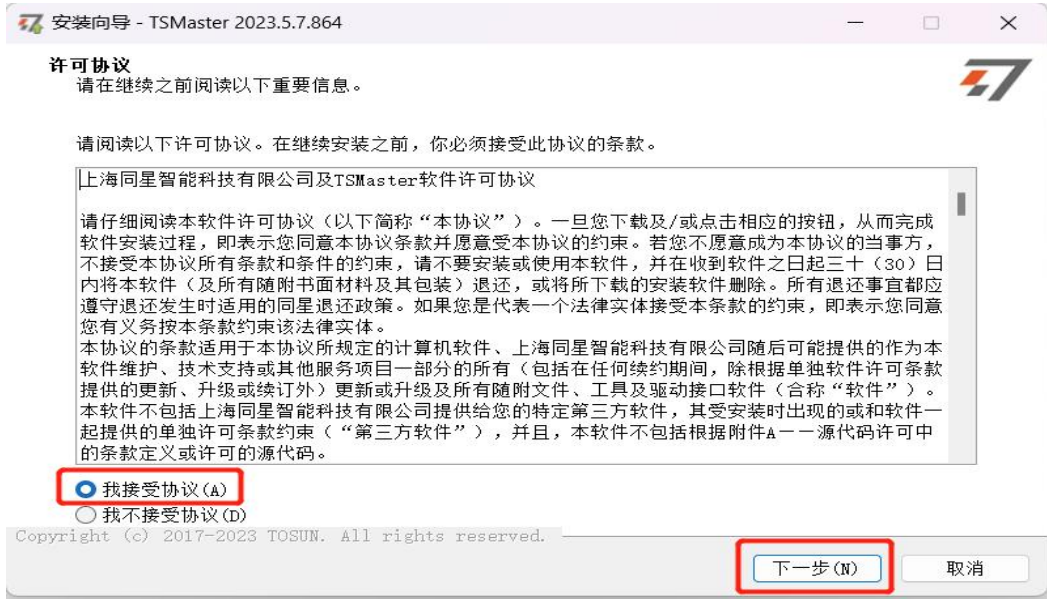 安装向导 - TSMaster 2023.5.7.864
许可协议
请在继续之前阅读以下重要信息。
请阅读以下许可协议。在继续安装之前，你必须接受此协议的条款。
上海同星智能科技有限公司及TSMaster软件许可协议
请仔细阅读本软件许可协议（以下简称“本协议”）。一旦您下载及/或点击相应的按钮，从而完成
软件安装过程，即表示您同意本协议条款并愿意受本协议的约束。若您不愿意成为本协议的当事方，
不接受本协议所有条款和条件的约束，请不要安装或使用本软件，并在收到软件之日起三十（30）日
内将本软件（及所有随附书面材料及其包装）退还，或将所下载的安装软件删除。所有退还事宜都应
遵守退还发生时适用的同星退还政策。如果您是代表一个法律实体接受本条款的约束，即表示您同意
您有义务按本条款约束该法律实体。
本协议的条款适用于本协议所规定的计算机软件、上海同星智能科技有限公司随后可能提供的作为本
软件维护、技术支持或其他服务项目一部分的所有（包括在任何续约期间，除根据单独软件许可条款
提供的更新、升级或续订外）更新或升级及所有随附文件、工具及驱动接口软件（合称“软件”）。
本软件不包括上海同星智能科技有限公司提供给您的特定第三方软件，其受安装时出现的或和软件一
起提供的单独许可条款约束（“第三方软件”），并且，本软件不包括根据附件A——源代码许可中
的条款定义或许可的源代码。
我接受协议(A)
我不接受协议(D)
Copyright (c) 2017-2023 TOSUN. All rights reserved.
下一步(N) 取消